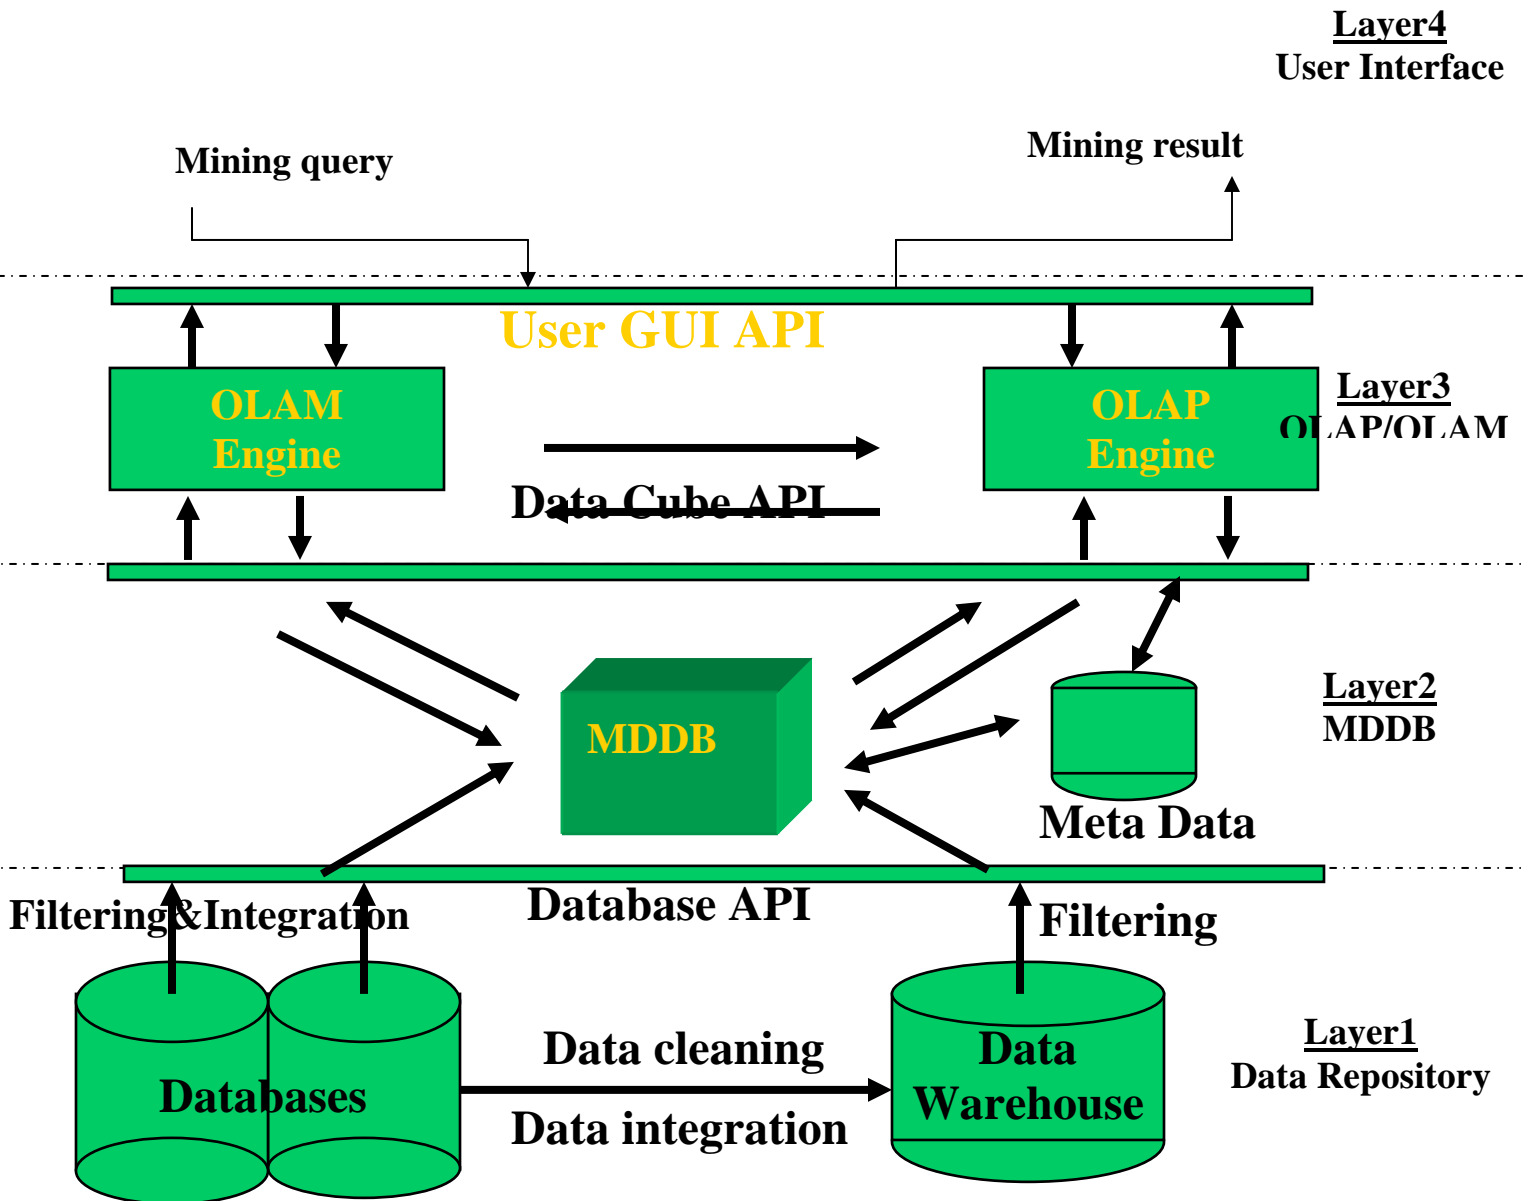 Layer4
User Interface
Mining query
Mining result
User GUI API
OLAM
Engine
OLAP
Engine
Layer3
OLAP/OLAM
Data Cube API
MDDB
Layer2
MDDB
Meta Data
Filtering&Integration
Database API
Filtering
Databases
Data cleaning
Data integration
Data
Warehouse
Layer1
Data Repository